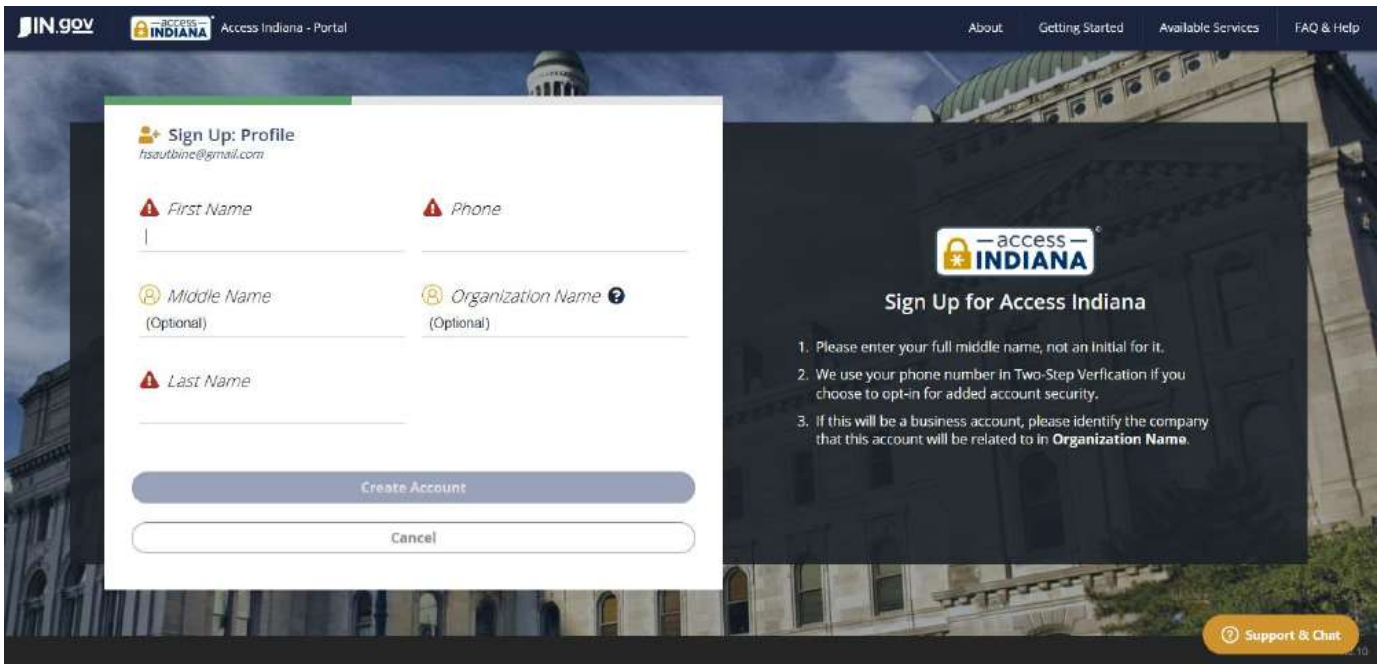 IN.gov
access INDIANA
Access Indiana - Portal
About
Getting Started
Available Services
FAQ & Help
Sign Up: Profile
hsautbine@gmail.com
First Name
Phone
Middle Name
(Optional)
Organization Name
(Optional)
Last Name
Create Account
Cancel
access
INDIANA
Sign Up for Access Indiana
1. Please enter your full middle name, not an initial for it.
2. We use your phone number in Two-Step Verfication if you
choose to opt-in for added account security.
3. If this will be a business account, please identify the company
that this account will be related to in Organization Name.
Support & Chat